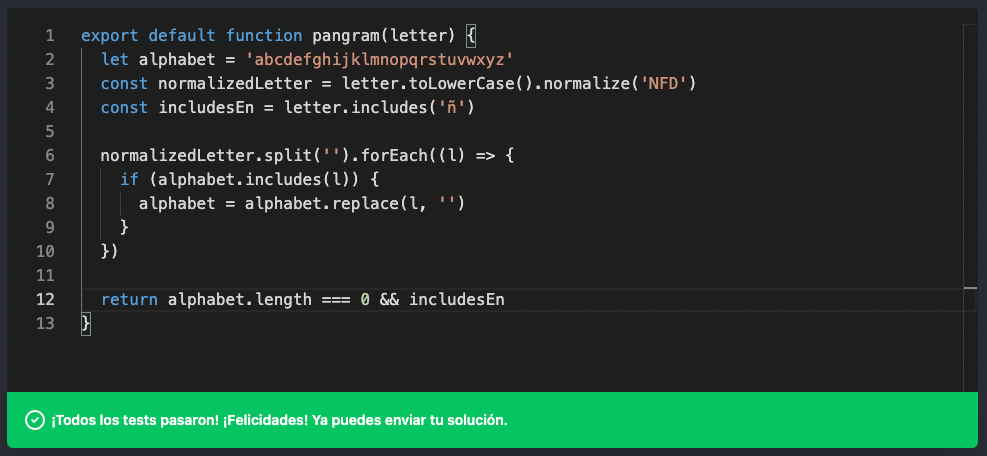 1 export default function pangram(letter) {
2 let alphabet = 'abcdefghijklmnopqrstuvwxyz'
3 const normalizedLetter = letter.toLowerCase().normalize('NFD')
4 const includesEn = letter.includes('ñ')
5
6 normalizedLetter.split('').forEach((l) => {
7 if (alphabet.includes(l)) {
8 alphabet = alphabet.replace(l, '')
9 }
10 })
11
12 return alphabet.length === 0 && includesEn
13 }
¡Todos los tests pasaron! ¡Felicidades! Ya puedes enviar tu solución.